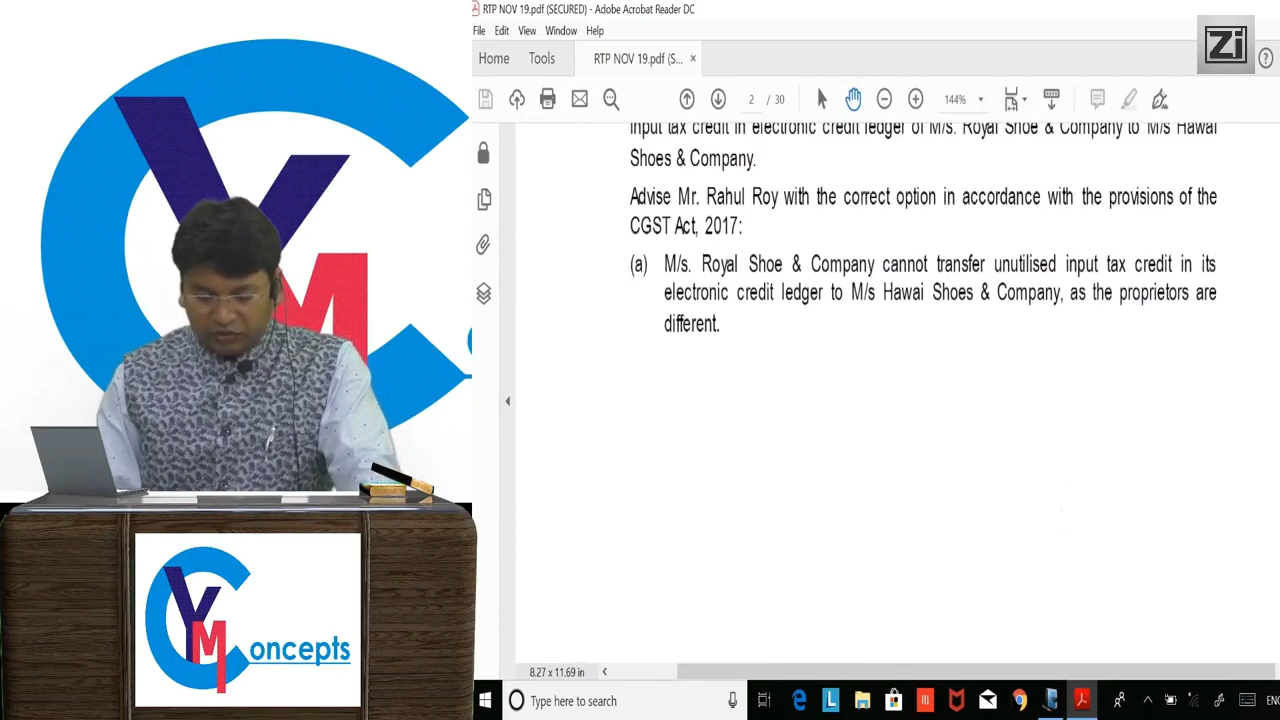 RTP NOV 19.pdf (SECURED) - Adobe Acrobat Reader DC
File Edit View Window Help
Zi
Home Tools RTP NOV 19.pdf (S... ×
2 / 30 144%
input tax credit in electronic credit ledger of M/s. Royal Shoe & Company to M/s Hawai
Shoes & Company.
Advise Mr. Rahul Roy with the correct option in accordance with the provisions of the
CGST Act, 2017:
(a) M/s. Royal Shoe & Company cannot transfer unutilised input tax credit in its
electronic credit ledger to M/s Hawai Shoes & Company, as the proprietors are
different.
8.27 x 11.69 in
Type here to search
YM
YM
oncepts